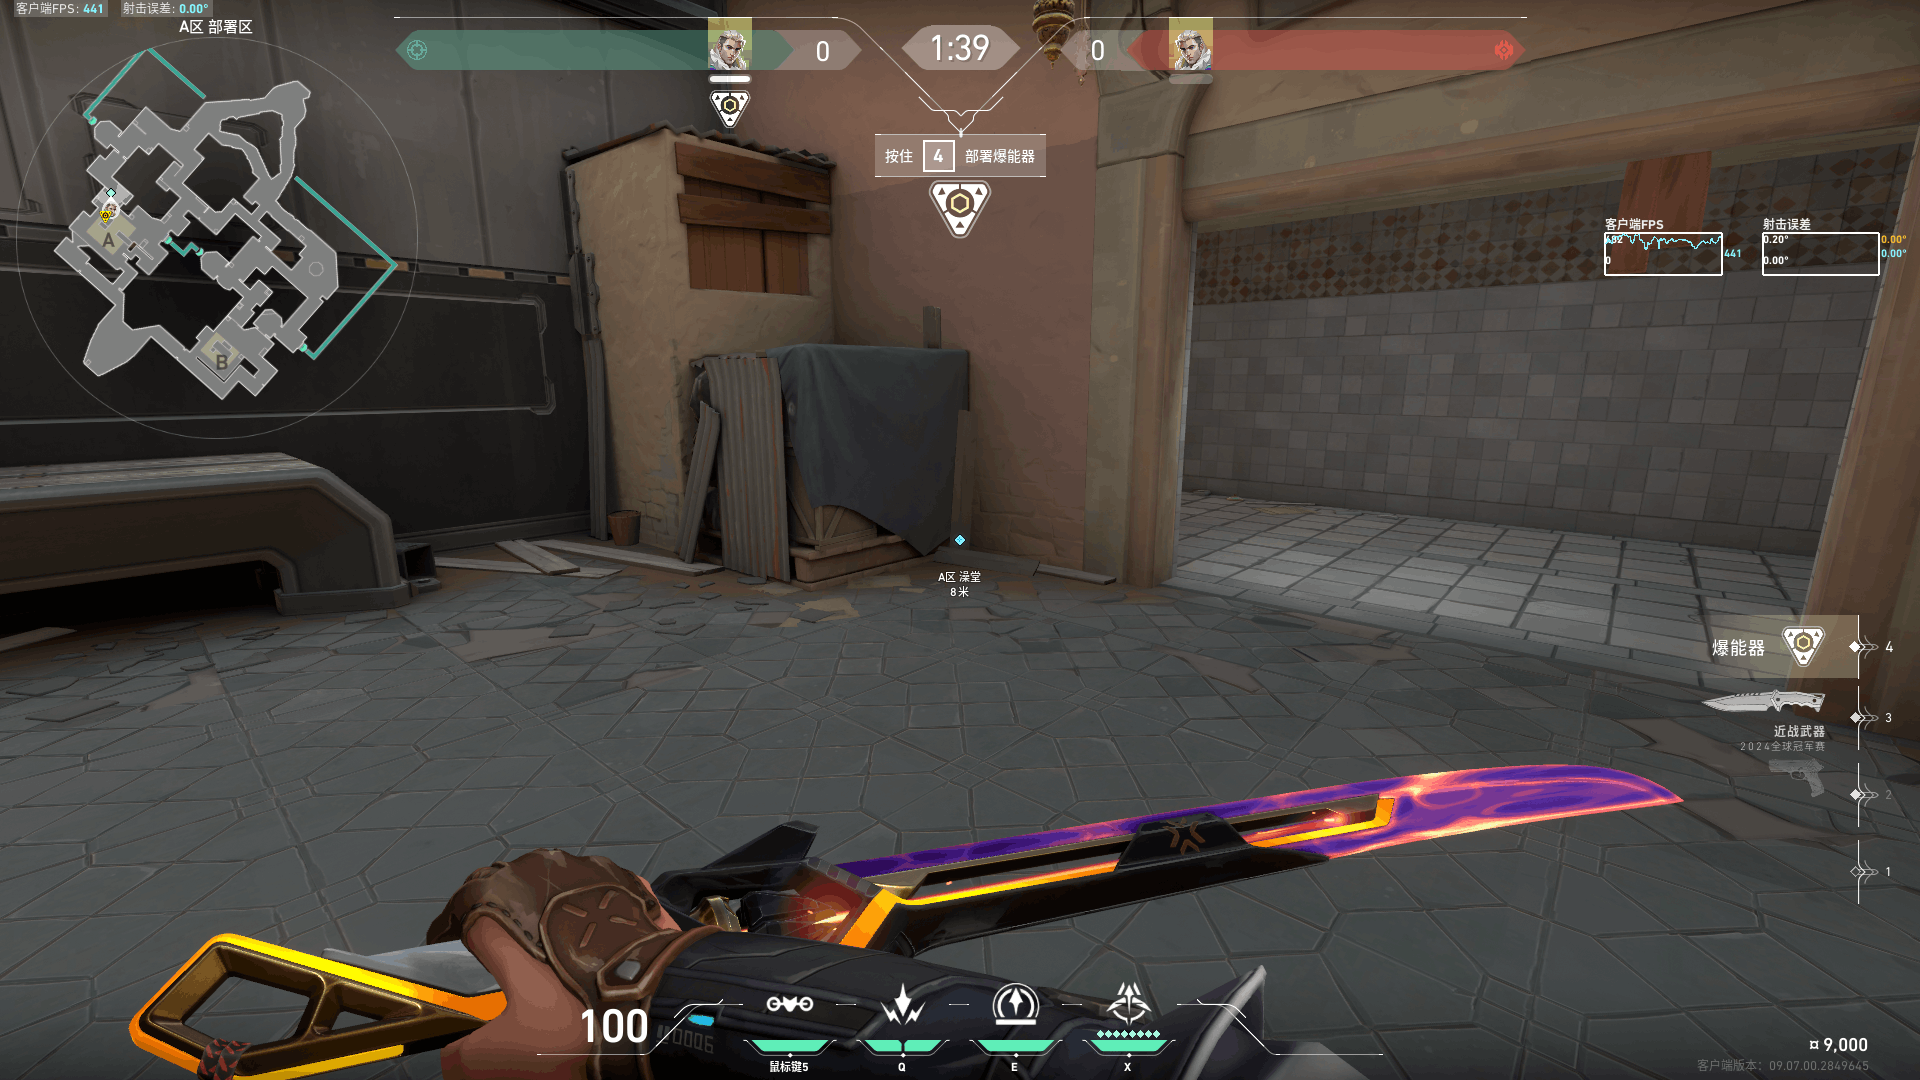 客户端FPS: 441 射击误差: 0.00°
A区 部署区
0 1:39 0
按住 4 部署爆能器
A
B
客户端FPS
0
441
射击误差
0.20°
0.00°
0.00°
0.00°
A区 澡堂
8米
爆能器 4
3
近战武器
2024全球冠军赛
2
1
100
鼠标键5 Q E X
¤ 9,000
客户端版本: 09.07.00.2849645